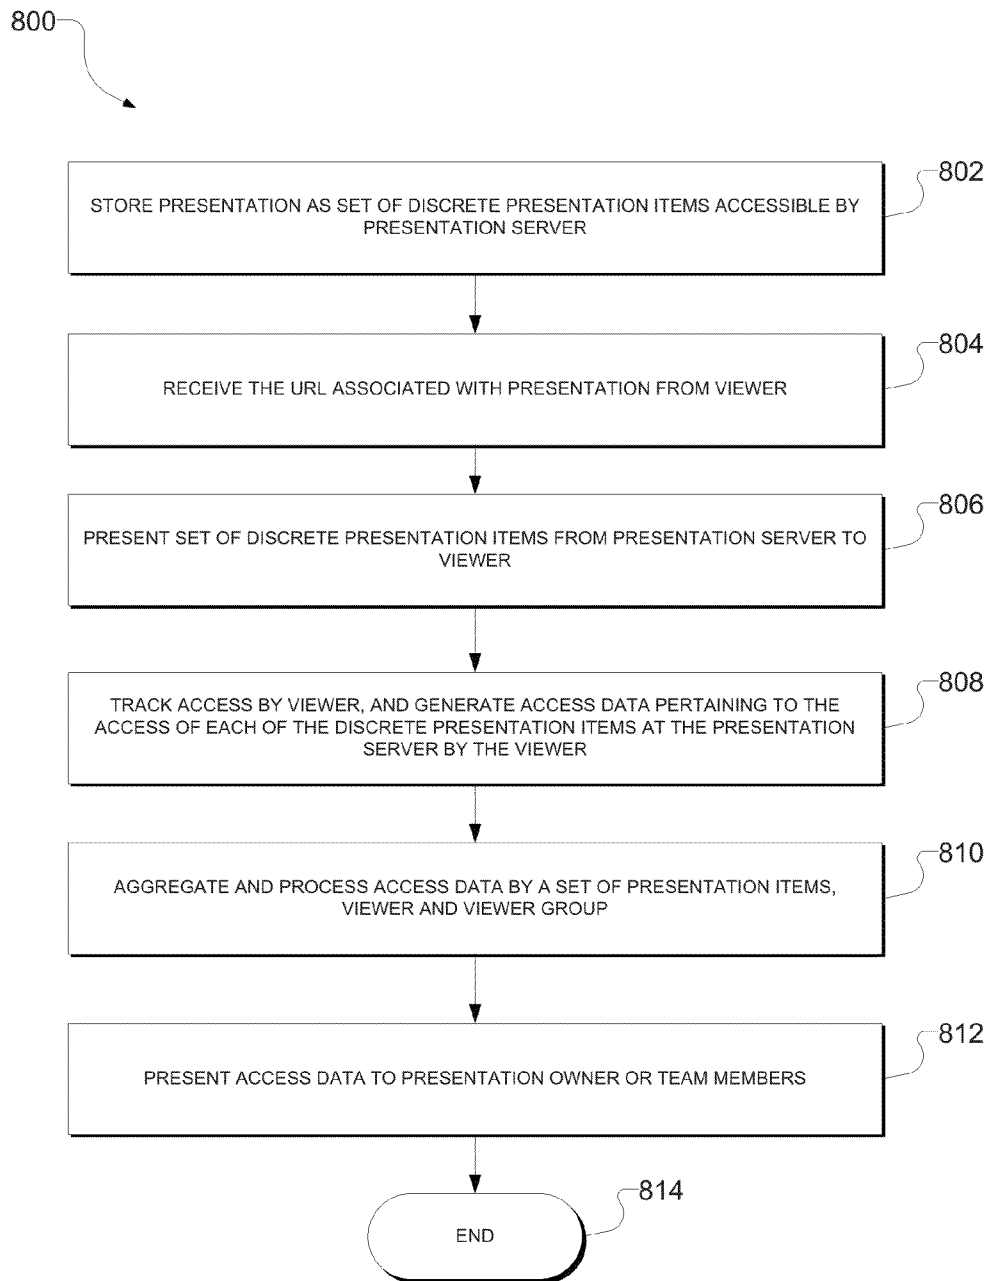 800
802
STORE PRESENTATION AS SET OF DISCRETE PRESENTATION ITEMS ACCESSIBLE BY
PRESENTATION SERVER
804
RECEIVE THE URL ASSOCIATED WITH PRESENTATION FROM VIEWER
806
PRESENT SET OF DISCRETE PRESENTATION ITEMS FROM PRESENTATION SERVER TO
VIEWER
808
TRACK ACCESS BY VIEWER, AND GENERATE ACCESS DATA PERTAINING TO THE
ACCESS OF EACH OF THE DISCRETE PRESENTATION ITEMS AT THE PRESENTATION
SERVER BY THE VIEWER
810
AGGREGATE AND PROCESS ACCESS DATA BY A SET OF PRESENTATION ITEMS,
VIEWER AND VIEWER GROUP
812
PRESENT ACCESS DATA TO PRESENTATION OWNER OR TEAM MEMBERS
814
END